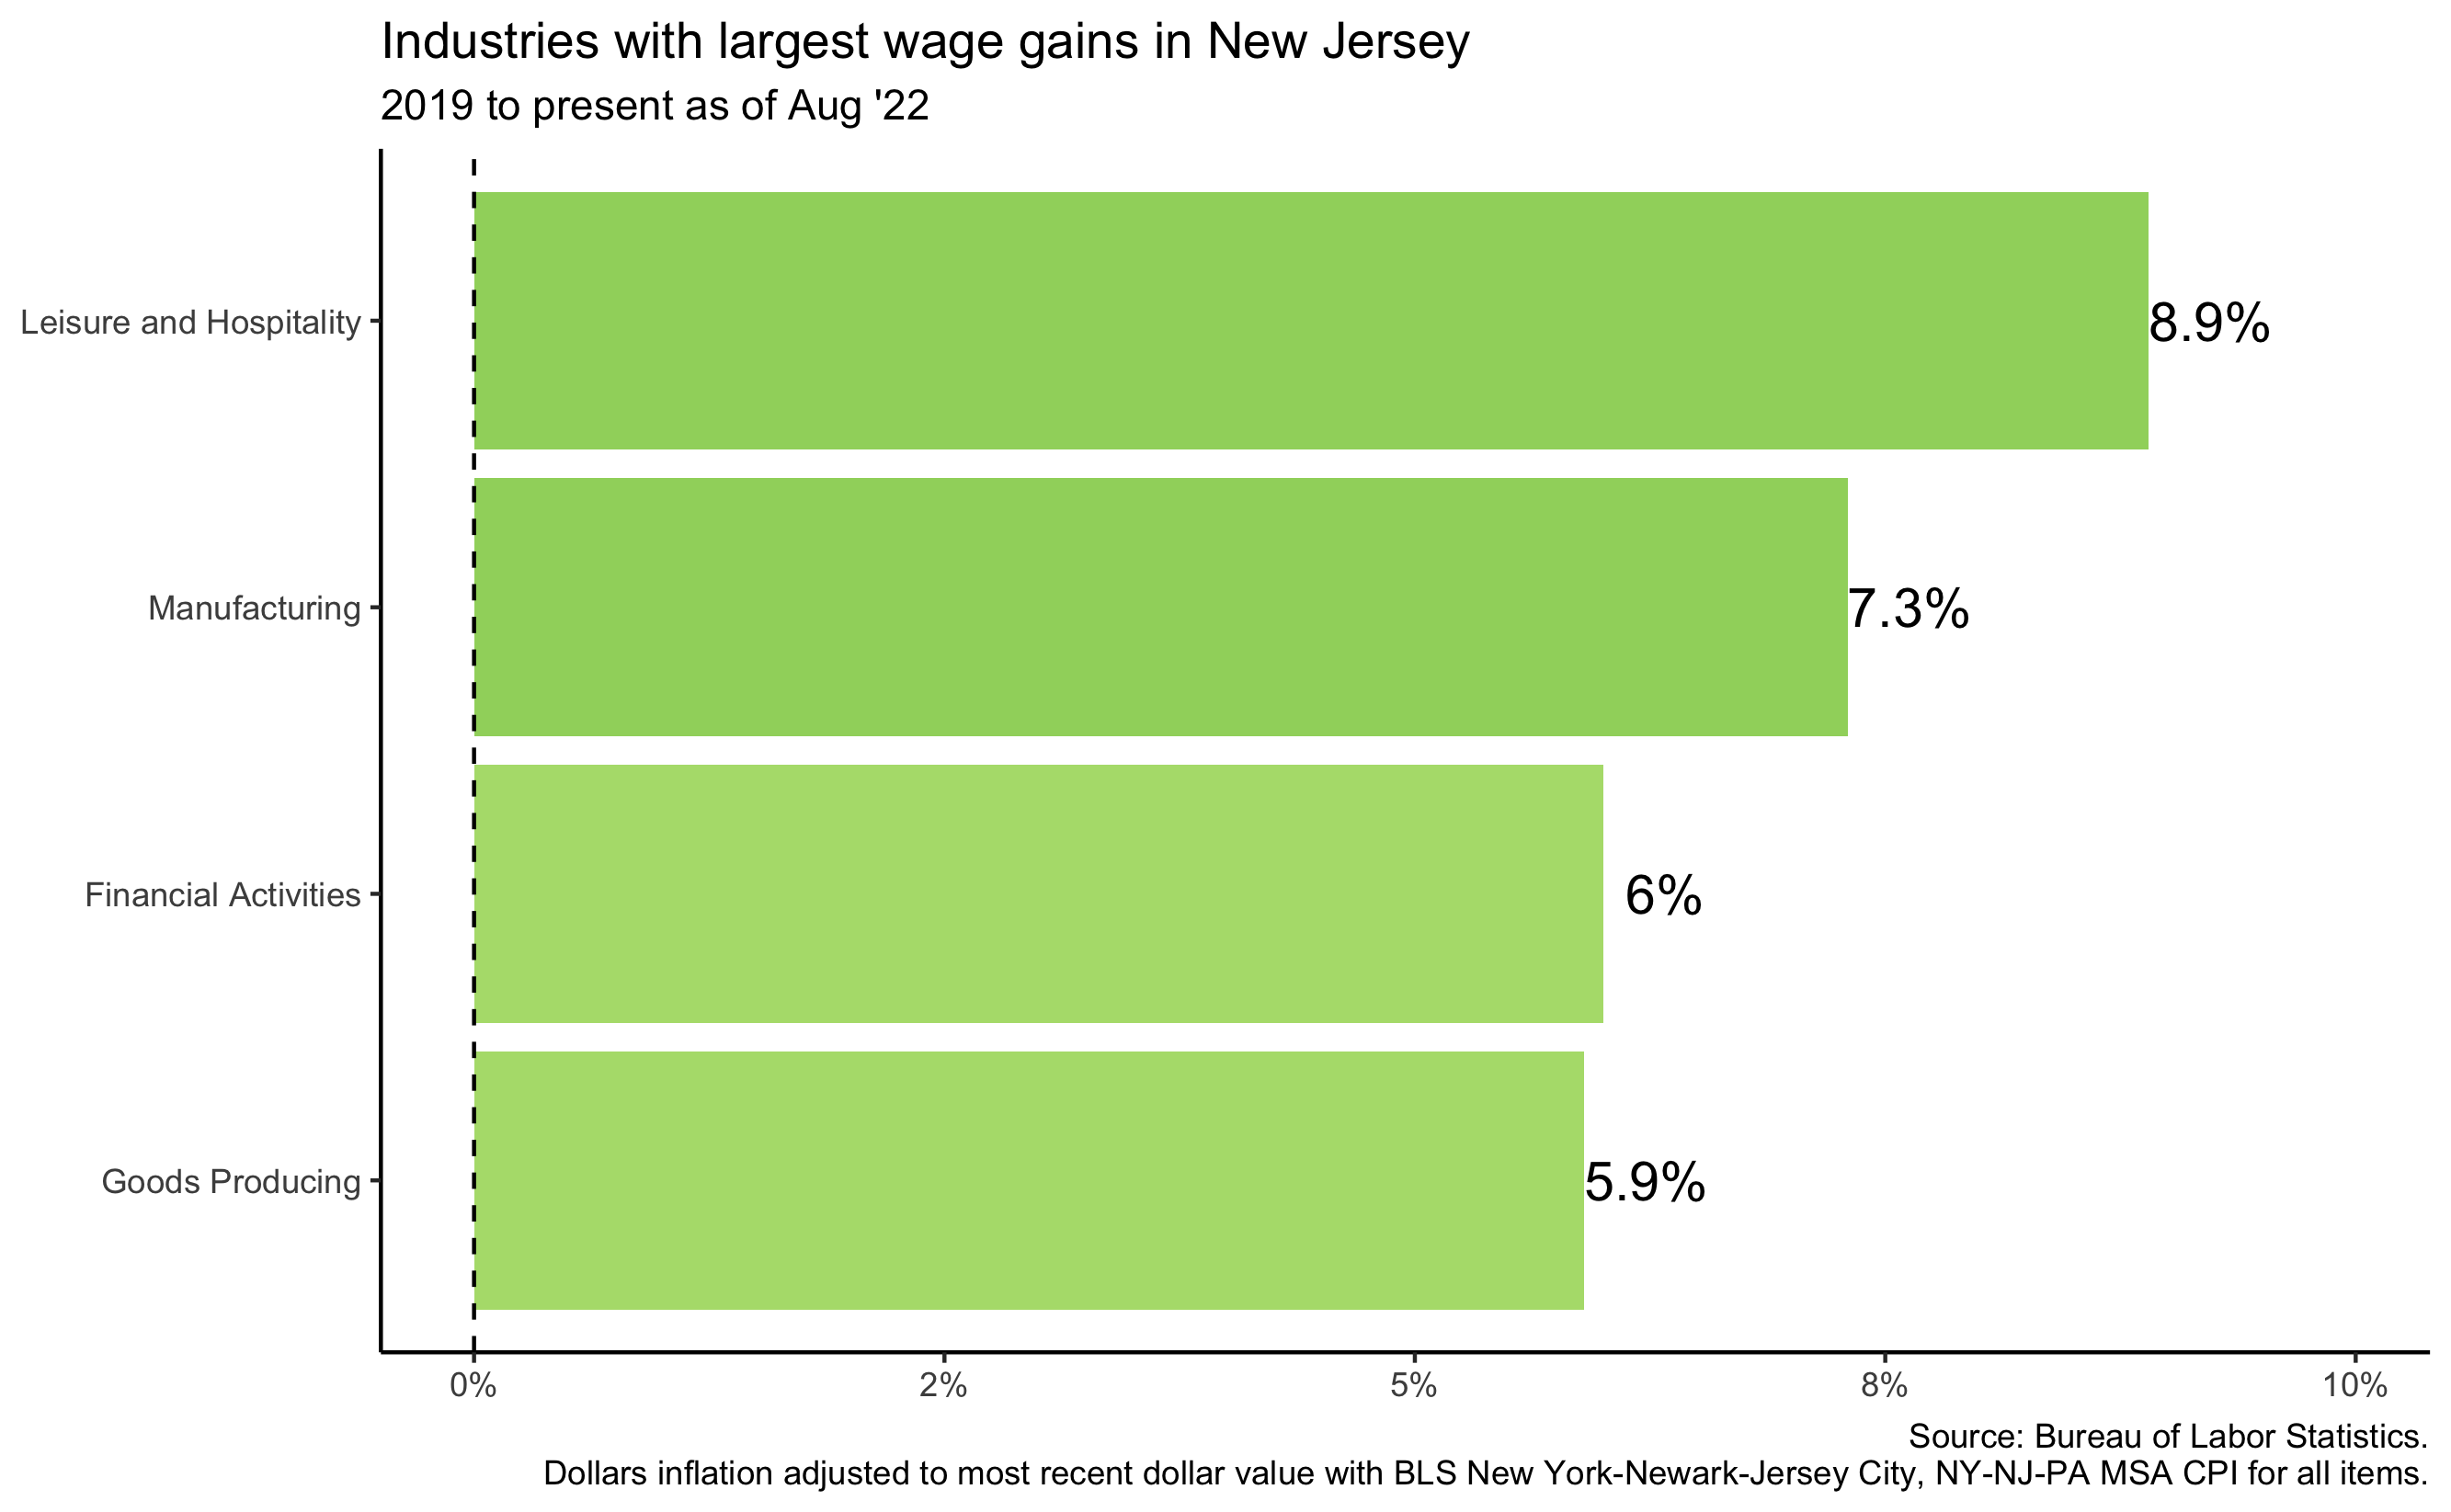 Industries with largest wage gains in New Jersey
2019 to present as of Aug '22
Leisure and Hospitality
8.9%
Manufacturing
7.3%
Financial Activities
6%
Goods Producing
5.9%
0% 2% 5% 8% 10%
Source: Bureau of Labor Statistics.
Dollars inflation adjusted to most recent dollar value with BLS New York-Newark-Jersey City, NY-NJ-PA MSA CPI for all items.